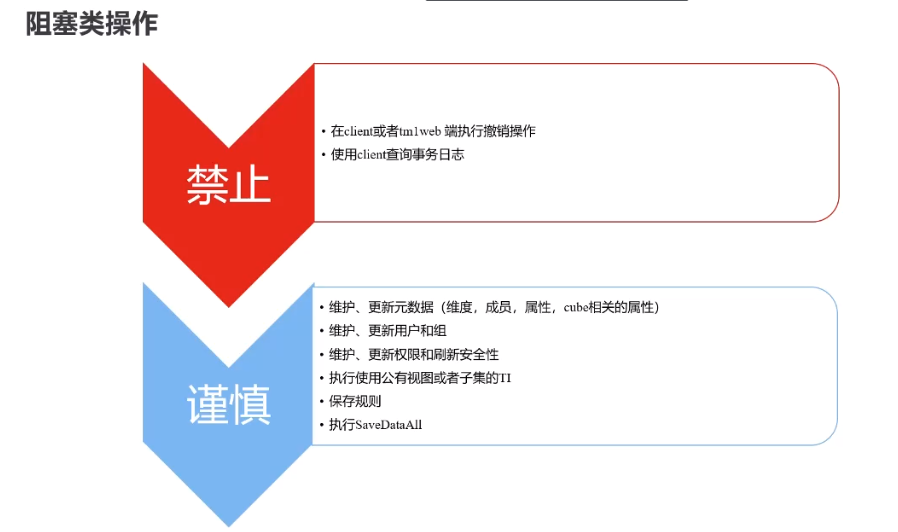 阻塞类操作
禁止
• 在client或者tm1web 端执行撤销操作
• 使用client查询事务日志
谨慎
• 维护、更新元数据（维度，成员，属性，cube相关的属性）
• 维护、更新用户和组
• 维护、更新权限和刷新安全性
• 执行使用公有视图或者子集的TI
• 保存规则
• 执行SaveDataAll